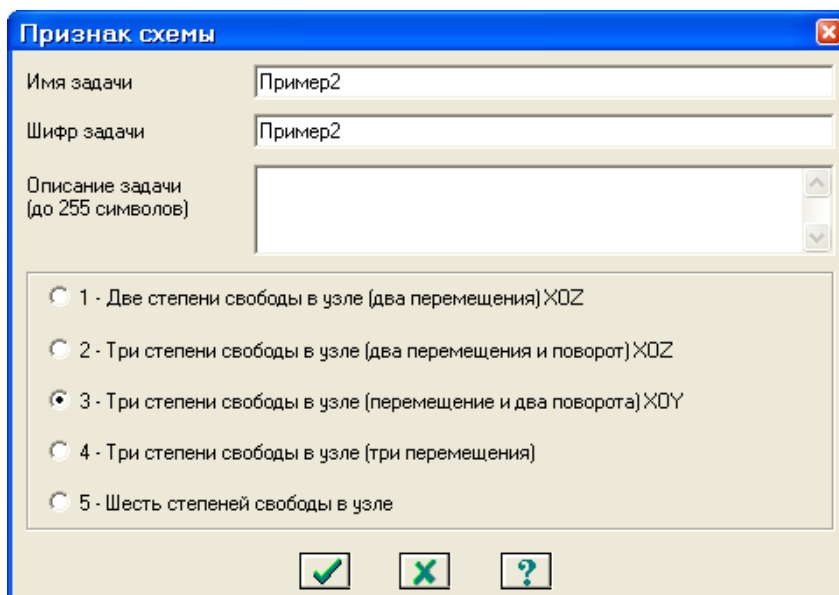 Признак схемы
Имя задачи
Пример2
Шифр задачи
Пример2
Описание задачи
(до 255 символов)
1 - Две степени свободы в узле (два перемещения) X0Z
2 - Три степени свободы в узле (два перемещения и поворот) X0Z
3 - Три степени свободы в узле (перемещение и два поворота) X0Y
4 - Три степени свободы в узле (три перемещения)
5 - Шесть степеней свободы в узле
?